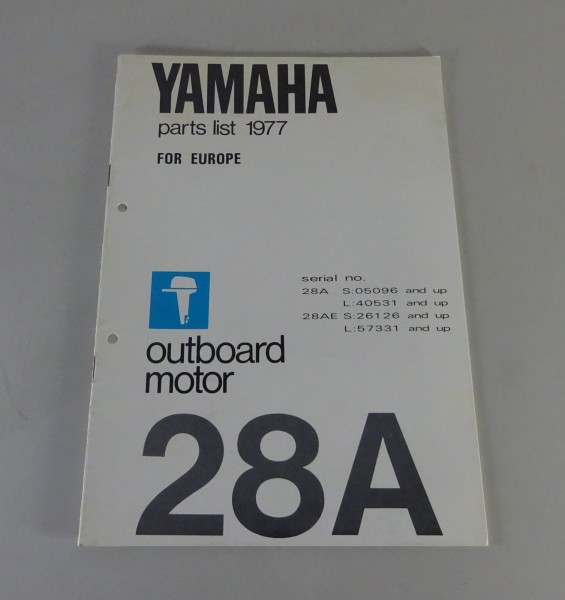 YAMAHA
parts list 1977
FOR EUROPE
serial no.
28A S:05096 and up
L:40531 and up
28AE S:26126 and up
L:57331 and up
outboard
motor
28A